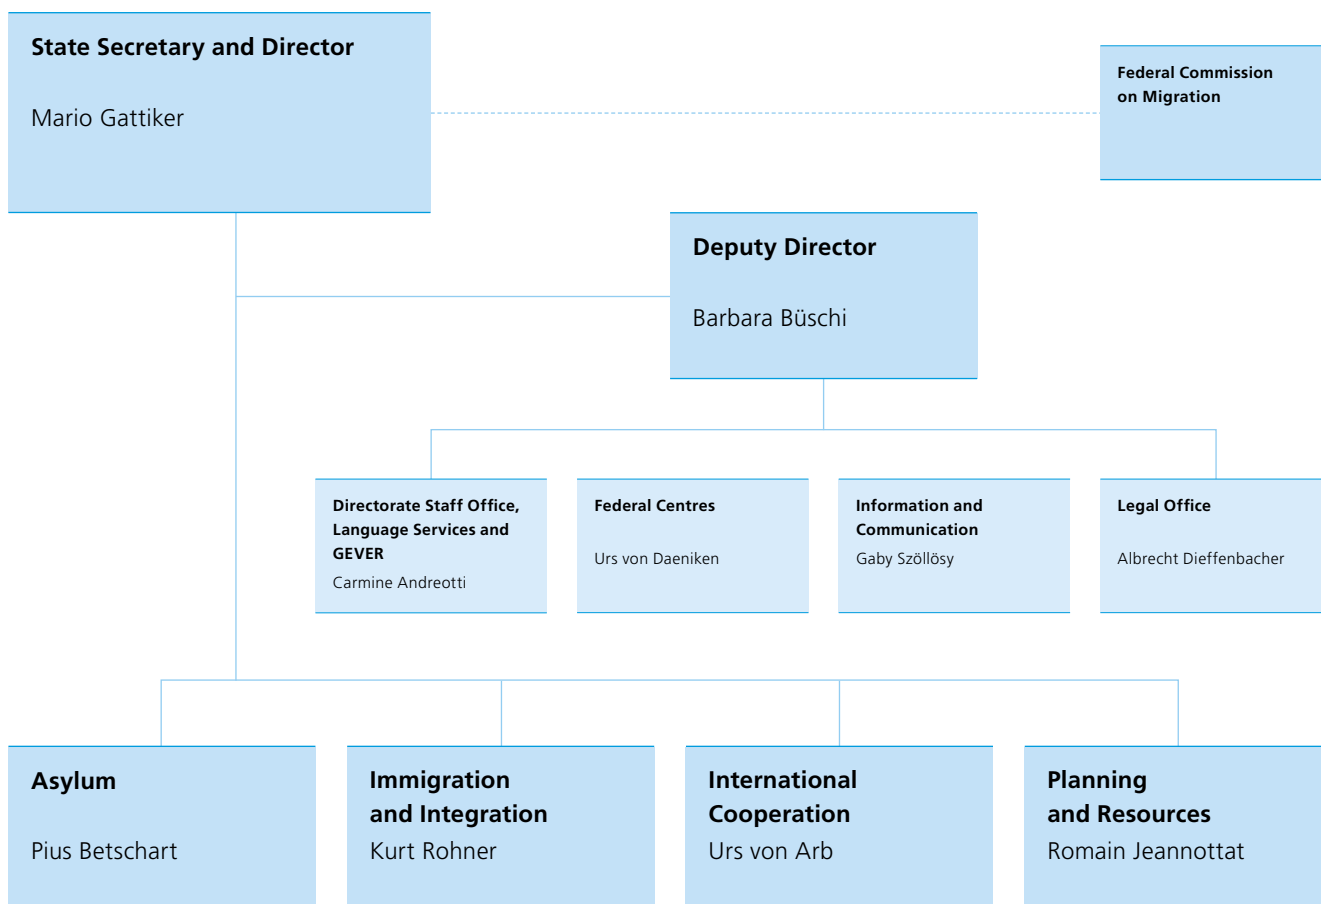 State Secretary and Director
Mario Gattiker
Federal Commission
on Migration
Deputy Director
Barbara Büschi
Directorate Staff Office,
Language Services and
GEVER
Carmine Andreotti
Federal Centres
Urs von Daeniken
Information and
Communication
Gaby Szöllösy
Legal Office
Albrecht Dieffenbacher
Asylum
Pius Betschart
Immigration
and Integration
Kurt Rohner
International
Cooperation
Urs von Arb
Planning
and Resources
Romain Jeannottat